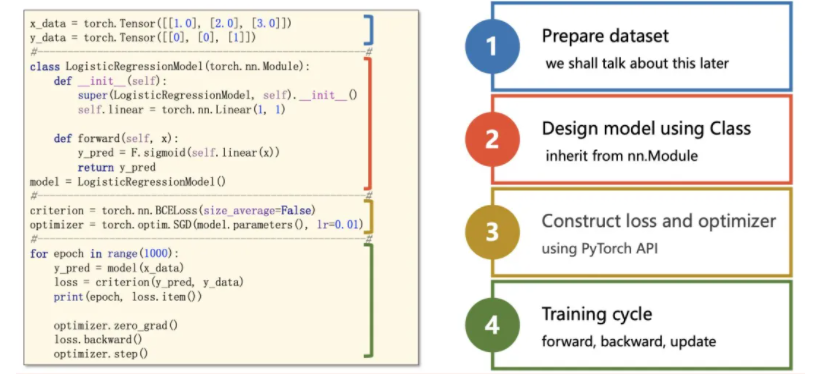 x_data = torch.Tensor([[1.0], [2.0], [3.0]])
y_data = torch.Tensor([[0], [0], [1]])
#-------------------------------------------------------#
class LogisticRegressionModel(torch.nn.Module):
    def __init__(self):
        super(LogisticRegressionModel, self).__init__()
        self.linear = torch.nn.Linear(1, 1)

    def forward(self, x):
        y_pred = F.sigmoid(self.linear(x))
        return y_pred
model = LogisticRegressionModel()
#-------------------------------------------------------#
criterion = torch.nn.BCELoss(size_average=False)
optimizer = torch.optim.SGD(model.parameters(), lr=0.01)
#-------------------------------------------------------#
for epoch in range(1000):
    y_pred = model(x_data)
    loss = criterion(y_pred, y_data)
    print(epoch, loss.item())

    optimizer.zero_grad()
    loss.backward()
    optimizer.step()
1
Prepare dataset
we shall talk about this later
2
Design model using Class
inherit from nn.Module
3
Construct loss and optimizer
using PyTorch API
4
Training cycle
forward, backward, update